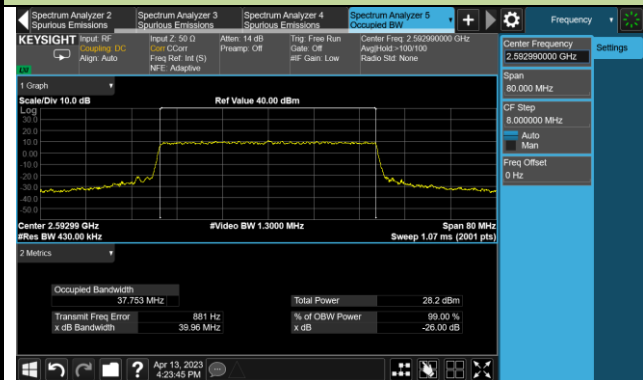 Spectrum Analyzer 2
Spurious Emissions
Spectrum Analyzer 3
Spurious Emissions
Spectrum Analyzer 4
Spurious Emissions
Spectrum Analyzer 5
Occupied BW
+
Frequency
KEYSIGHT
Input: RF
Coupling: DC
Align: Auto
Input Z: 50 Ω
Corr CCorr
Freq Ref: Int (S)
NFE: Adaptive
Atten: 14 dB
Preamp: Off
Trig: Free Run
Gate: Off
#IF Gain: Low
Center Freq: 2.592990000 GHz
Avg|Hold:>100/100
Radio Std: None
Center Frequency
2.592990000 GHz
Settings
Span
80.000 MHz
CF Step
8.000000 MHz
Auto
Man
Freq Offset
0 Hz
1 Graph
Scale/Div 10.0 dB
Ref Value 40.00 dBm
Log
30.0
20.0
10.0
0.00
-10.0
-20.0
-30.0
-40.0
-50.0
Center 2.59299 GHz
#Video BW 1.3000 MHz
Span 80 MHz
#Res BW 430.00 kHz
Sweep 1.07 ms (2001 pts)
2 Metrics
Occupied Bandwidth
37.753 MHz
Total Power
28.2 dBm
Transmit Freq Error
881 Hz
% of OBW Power
99.00 %
x dB Bandwidth
39.96 MHz
x dB
-26.00 dB
?
Apr 13, 2023
4:23:45 PM